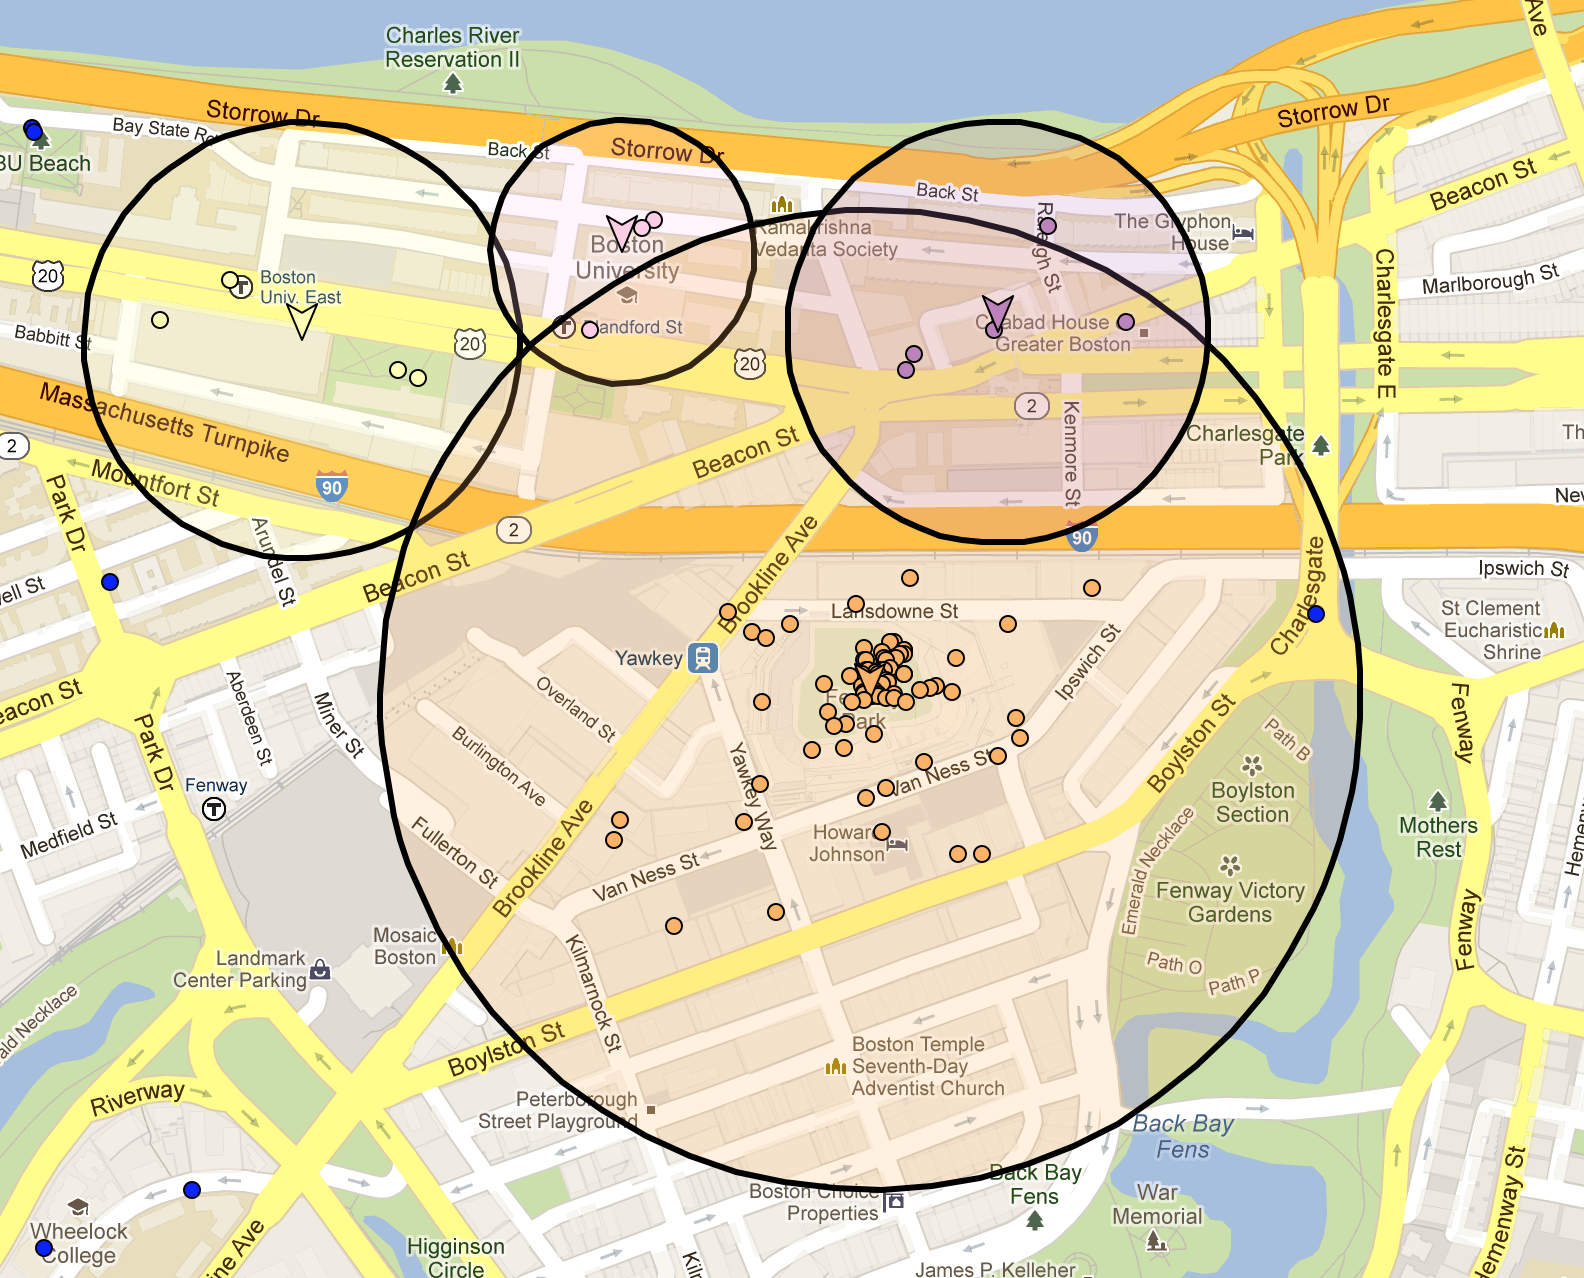 Charles River
Reservation II
Storrow Dr
Storrow Dr
Storrow Dr
Ave
Bay State Rd
Back St
Back St
BU Beach
Beacon St
The Gryphon
House
Ramakrishna
Vedanta Society
Raleigh St
Boston
University
20
Boston
Univ. East
T
Charlesgate E
Marlborough St
Babbitt St
20
T
Blandford St
20
Chabad House
Greater Boston
2
Massachusetts Turnpike
2
Kenmore St
Charlesgate
Park
Th
Beacon St
Mountfort St
90
Park Dr
2
90
New
Arundel St
Beacon St
Brookline Ave
Charlesgate
Ipswich St
well St
Lansdowne St
St Clement
Eucharistic
Shrine
Yawkey
Ipswich St
Beacon St
Aberdeen St
Miner St
Overland St
Fenway
Park
Fenway
Park Dr
Burlington Ave
Yawkey Way
Van Ness St
Boylston St
Path B
Fenway
T
Boylston
Section
Medfield St
Fullerton St
Brookline Ave
Howard
Johnson
Emerald Necklace
Mothers
Rest
Hemenway
Van Ness St
Fenway Victory
Gardens
Mosaic
Boston
Landmark
Center Parking
Kilmarnock St
Path O
Path P
Fenway
ald Necklace
Boylston St
Boston Temple
Seventh-Day
Adventist Church
Riverway
Peterborough
Street Playground
Back Bay
Fens
Boston Choice
Properties
Back Bay
Fens
War
Memorial
Hemenway St
Wheelock
College
ine Ave
Higginson
Circle
Kilr
James P. Kelleher